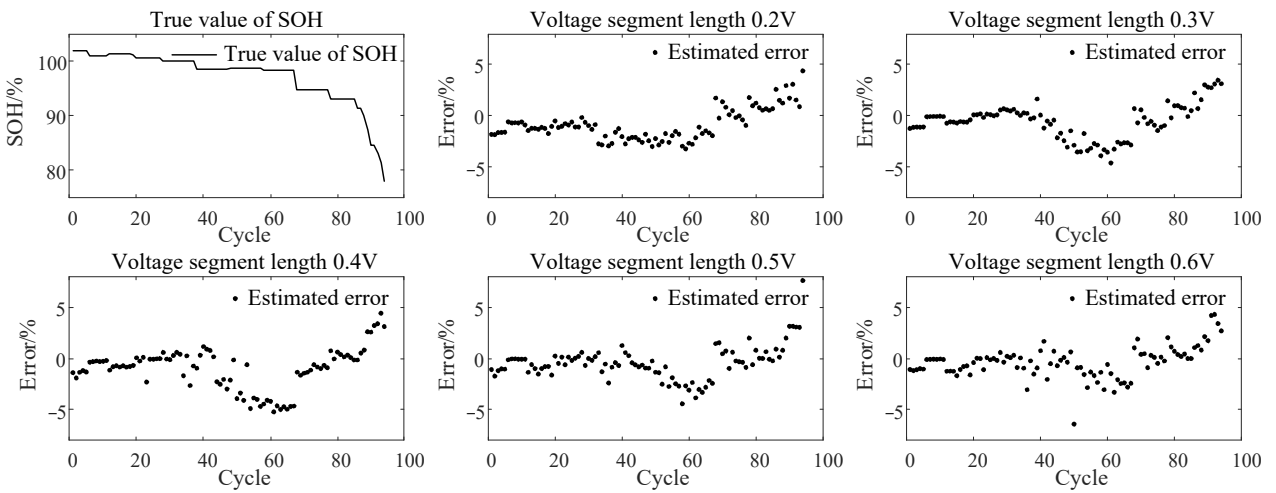 True value of SOH
True value of SOH
SOH/%
100
90
80
0 20 40 60 80 100
Cycle
Voltage segment length 0.2V
Estimated error
Error/%
5
0
−5
0 20 40 60 80 100
Cycle
Voltage segment length 0.3V
Estimated error
Error/%
5
0
−5
0 20 40 60 80 100
Cycle
Voltage segment length 0.4V
Estimated error
Error/%
5
0
−5
0 20 40 60 80 100
Cycle
Voltage segment length 0.5V
Estimated error
Error/%
5
0
−5
0 20 40 60 80 100
Cycle
Voltage segment length 0.6V
Estimated error
Error/%
5
0
−5
0 20 40 60 80 100
Cycle